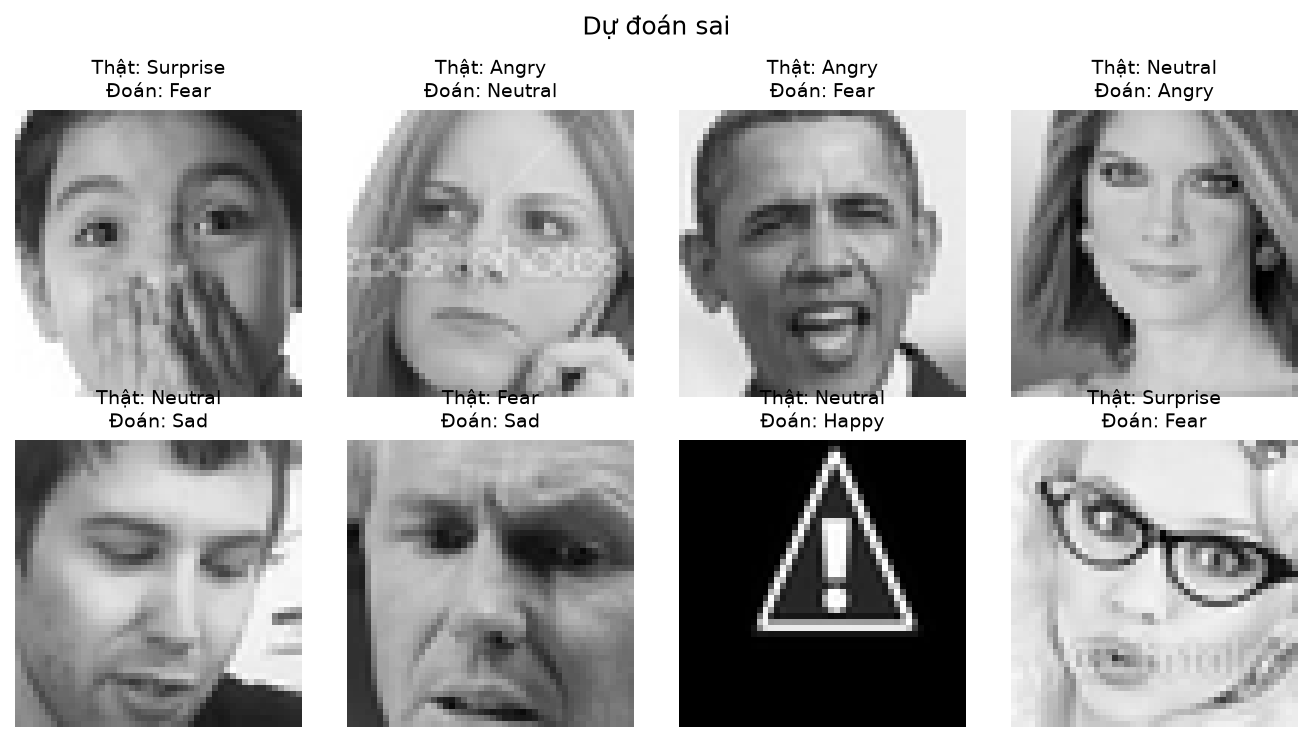 Dự đoán sai
Thật: Surprise
Đoán: Fear
Thật: Angry
Đoán: Neutral
Thật: Angry
Đoán: Fear
Thật: Neutral
Đoán: Angry
Thật: Neutral
Đoán: Sad
Thật: Fear
Đoán: Sad
Thật: Neutral
Đoán: Happy
!
Thật: Surprise
Đoán: Fear